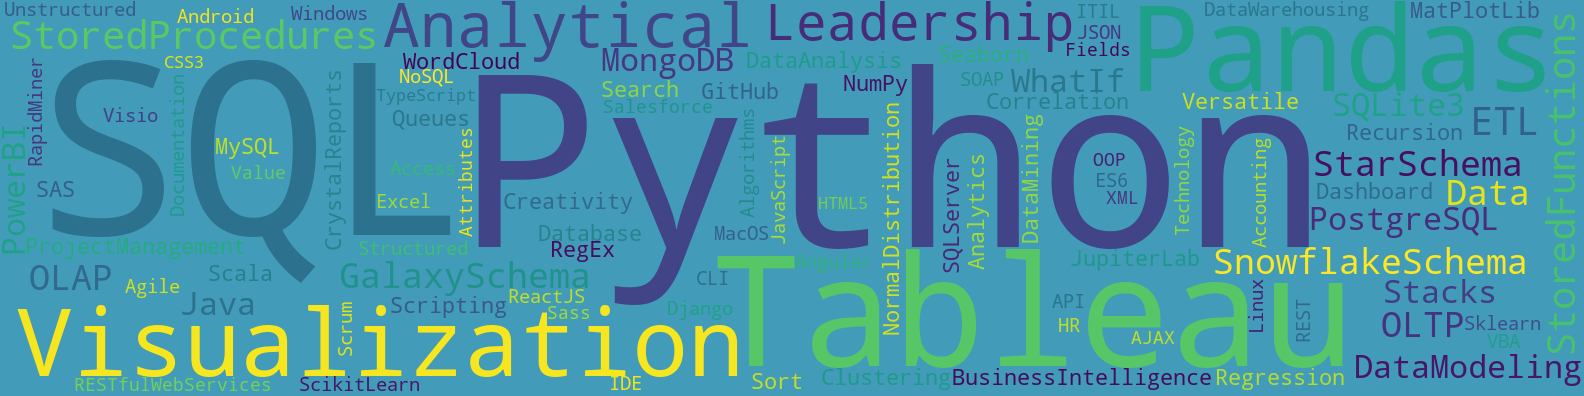 Unstructured
Android
Windows
Analytical
Leadership
ITIL
DataWarehousing
MatPlotLib
StoredProcedures
JSON
Pandas
Fields
CSS3
WordCloud
MongoDB
DataAnalysis
Seaborn
StoredFunctions
RapidMiner
SQL
NoSQL
Python
Search
GitHub
NumPy
SOAP
WhatIf
TypeScript
Salesforce
Correlation
Versatile
SQLite3
Visio
Documentation
CrystalReports
Queues
Algorithms
NormalDistribution
DataMining
Recursion
ETL
PowerBI
MySQL
Attributes
JavaScript
OOP
Technology
StarSchema
Value
Access
SQLServer
Analytics
ES6
Accounting
SAS
Excel
Creativity
HTML5
XML
Dashboard
Data
ProjectManagement
Structured
Database
MacOS
PostgreSQL
RegEx
OLAP
Scala
GalaxySchema
CLI
Tableau
Angular
JupiterLab
SnowflakeSchema
Agile
Java
Scripting
ReactJS
Sass
Django
API
Linux
REST
Stacks
Visualization
Scrum
HR
AJAX
OLTP
Sklearn
VBA
RESTfulWebServices
ScikitLearn
IDE
Sort
Clustering
BusinessIntelligence
Regression
DataModeling